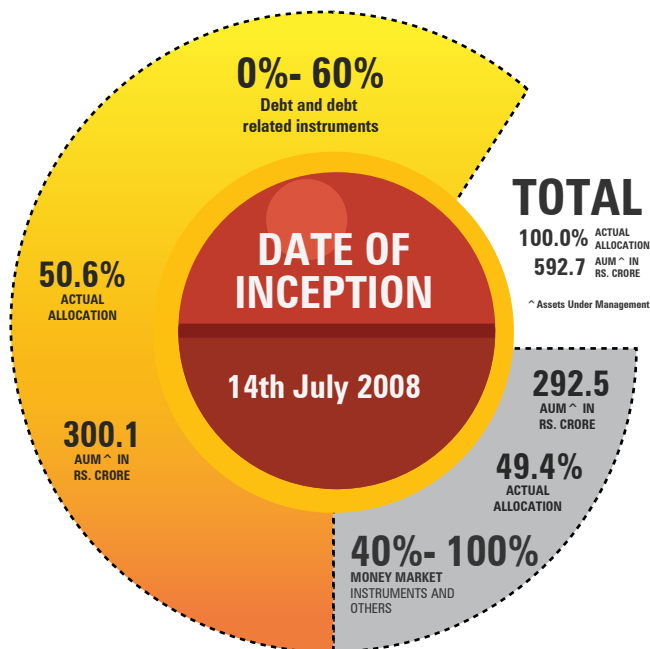 0%- 60%
Debt and debt
related instruments
TOTAL
100.0% ACTUAL
ALLOCATION
592.7 AUM^ IN
RS. CRORE
^Assets Under Management
DATE OF
INCEPTION
14th July 2008
50.6%
ACTUAL
ALLOCATION
300.1
AUM^ IN
RS. CRORE
292.5
AUM^ IN
RS. CRORE
49.4%
ACTUAL
ALLOCATION
40%- 100%
MONEY MARKET
INSTRUMENTS AND
OTHERS